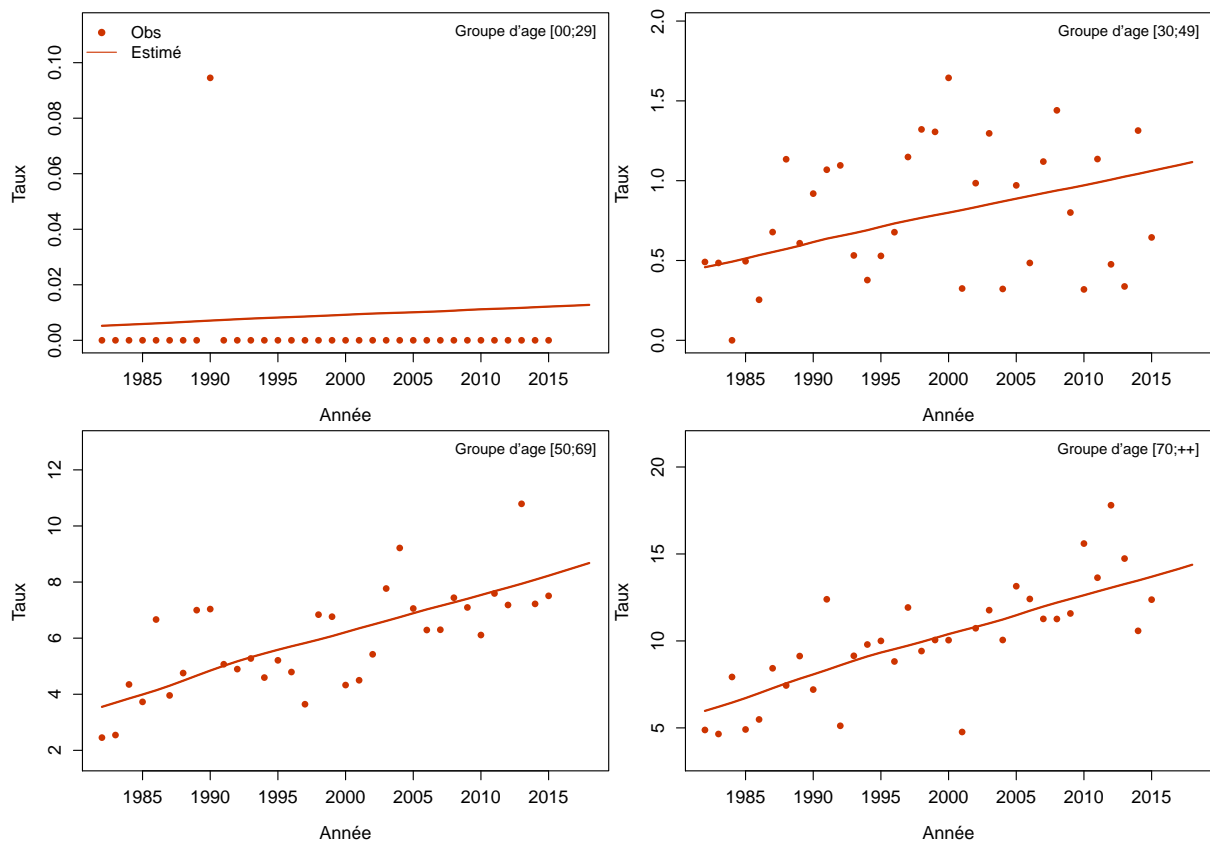 Groupe d'age [00;29]
Obs
Estimé
Taux
0.00 0.02 0.04 0.06 0.08 0.10
1985 1990 1995 2000 2005 2010 2015
Année
Groupe d'age [30;49]
Taux
0.0 0.5 1.0 1.5 2.0
1985 1990 1995 2000 2005 2010 2015
Année
Groupe d'age [50;69]
Taux
2 4 6 8 10 12
1985 1990 1995 2000 2005 2010 2015
Année
Groupe d'age [70;++]
Taux
5 10 15 20
1985 1990 1995 2000 2005 2010 2015
Année